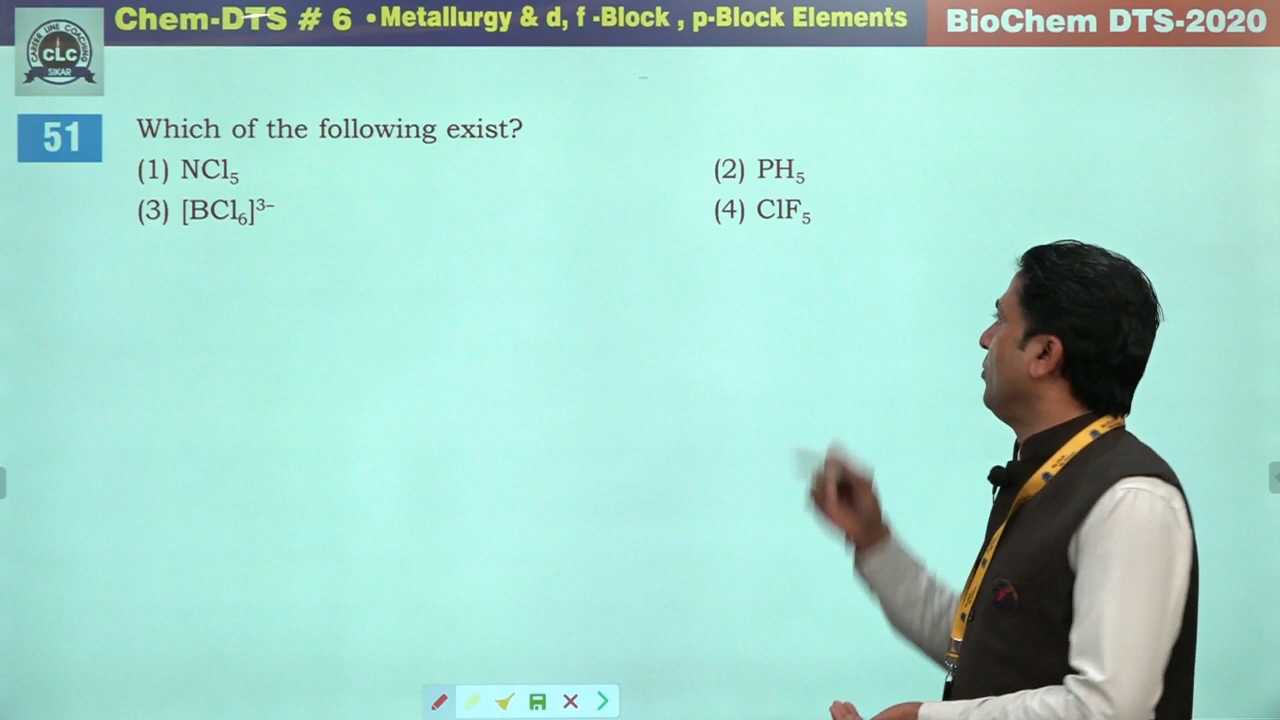 Chem-DTS # 6 •Metallurgy & d, f -Block , p-Block Elements BioChem DTS-2020
CAREER LINE COACHING
CLC
SIKAR
51 Which of the following exist?
(1) NCl₅ (2) PH₅
(3) [BCl₆]³⁻ (4) ClF₅